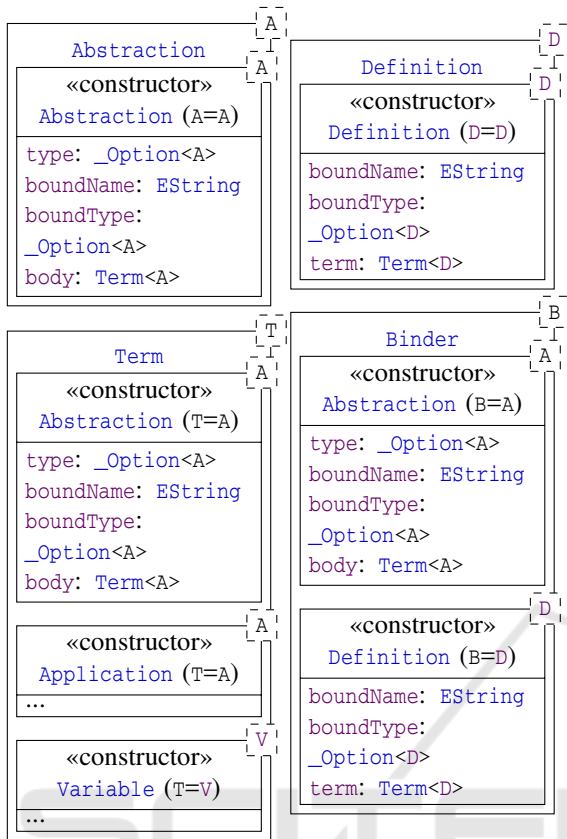 A
Abstraction
A
«constructor»
Abstraction (A=A)
type: _Option<A>
boundName: EString
boundType:
_Option<A>
body: Term<A>
D
Definition
D
«constructor»
Definition (D=D)
boundName: EString
boundType:
_Option<D>
term: Term<D>
T
Term
A
«constructor»
Abstraction (T=A)
type: _Option<A>
boundName: EString
boundType:
_Option<A>
body: Term<A>
A
«constructor»
Application (T=A)
...
V
«constructor»
Variable (T=V)
...
B
Binder
A
«constructor»
Abstraction (B=A)
type: _Option<A>
boundName: EString
boundType:
_Option<A>
body: Term<A>
D
«constructor»
Definition (B=D)
boundName: EString
boundType:
_Option<D>
term: Term<D>